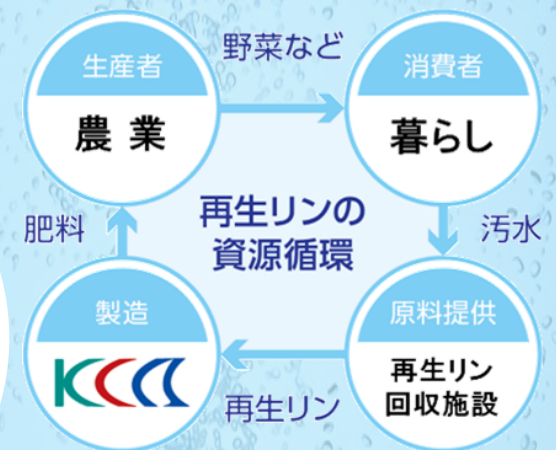 生産者
農業
野菜など
消費者
暮らし
肥料
再生リンの
資源循環
汚水
製造
KCCC
再生リン
原料提供
再生リン
回収施設